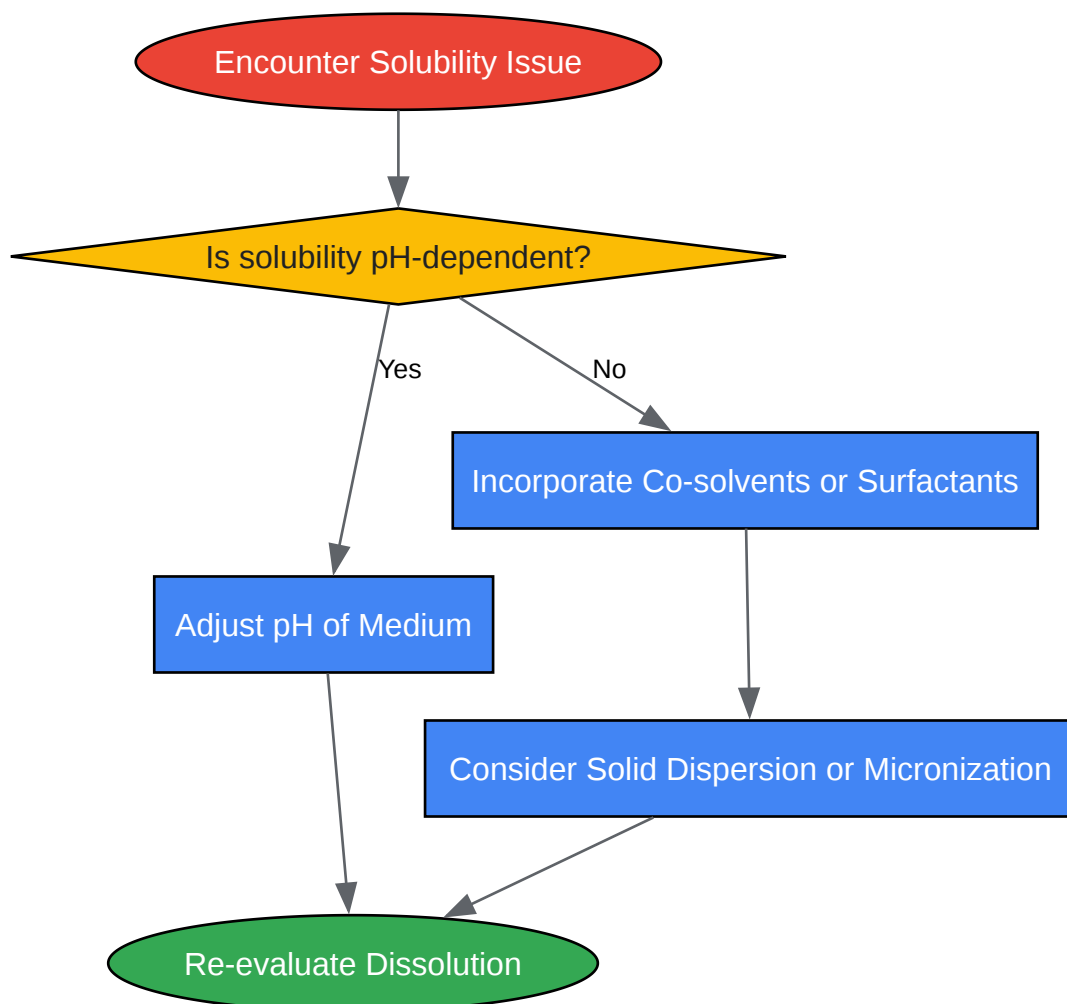 Encounter Solubility Issue
Is solubility pH-dependent?
Yes
No
Incorporate Co-solvents or Surfactants
Adjust pH of Medium
Consider Solid Dispersion or Micronization
Re-evaluate Dissolution